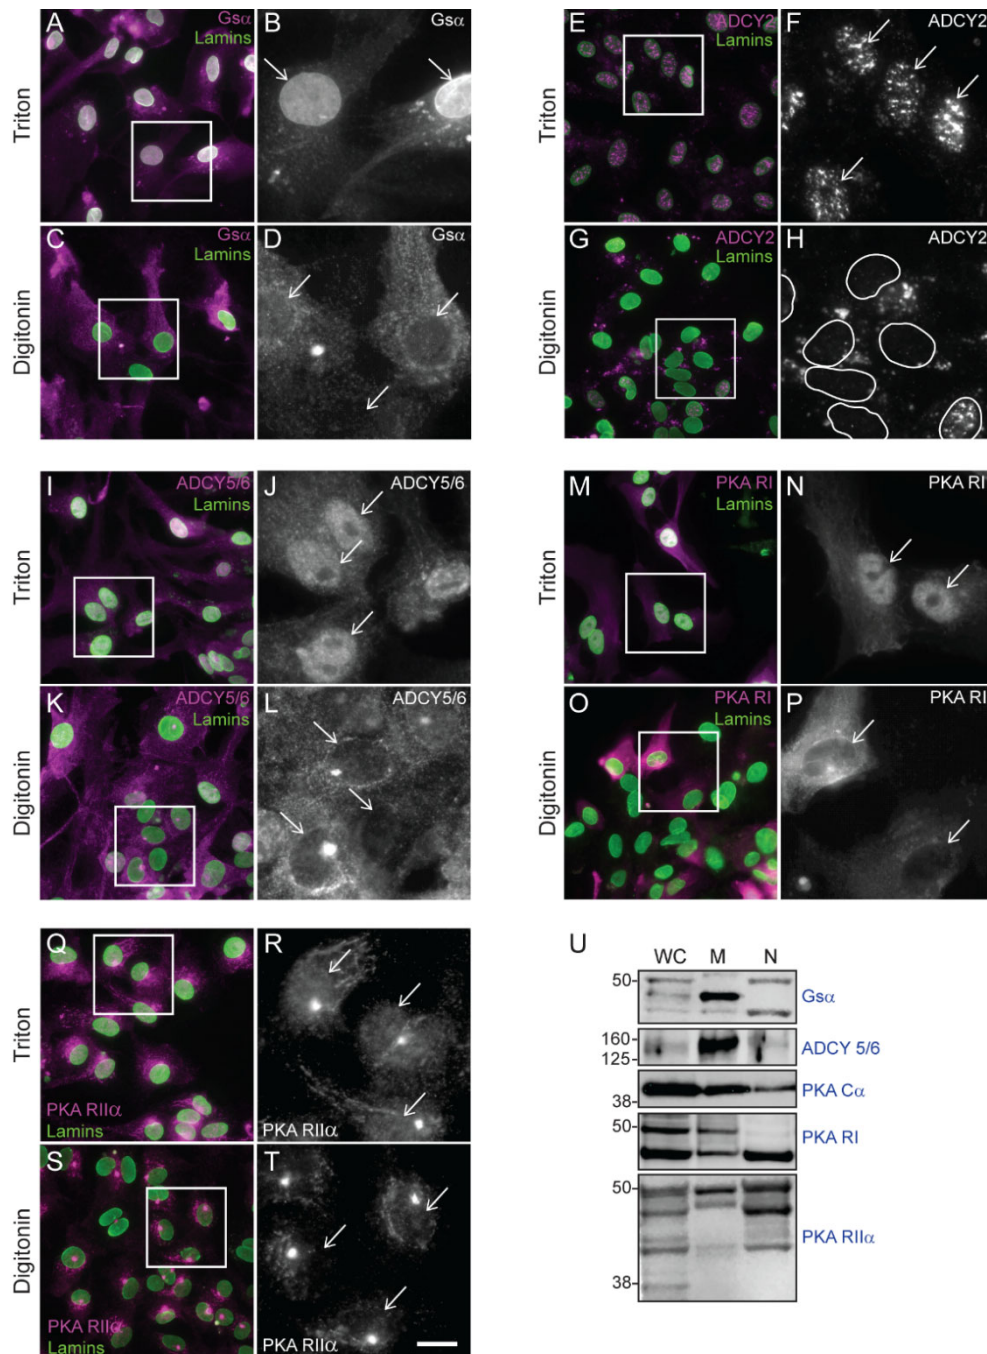 A Gsα
Lamins
B Gsα
Triton
C Gsα
Lamins
D Gsα
Digitonin
E ADCY2
Lamins
F ADCY2
Triton
G ADCY2
Lamins
H ADCY2
Digitonin
I ADCY5/6
Lamins
J ADCY5/6
Triton
K ADCY5/6
Lamins
L ADCY5/6
Digitonin
M PKA RI
Lamins
N PKA RI
Triton
O PKA RI
Lamins
P PKA RI
Digitonin
Q
PKA RIIα
Lamins
R
PKA RIIα
Triton
S
PKA RIIα
Lamins
T
PKA RIIα
Digitonin
U
WC M N
50
Gsα
160
125
ADCY 5/6
38
PKA Cα
50
PKA RI
50
38
PKA RIIα